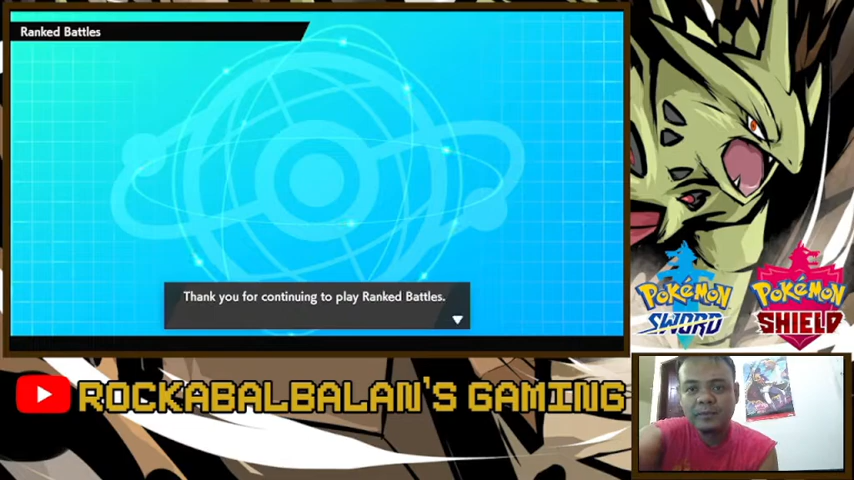 Ranked Battles
Thank you for continuing to play Ranked Battles.
POKéMON POKéMON
SWORD SHIELD
ROCKABALBALAN'S GAMING